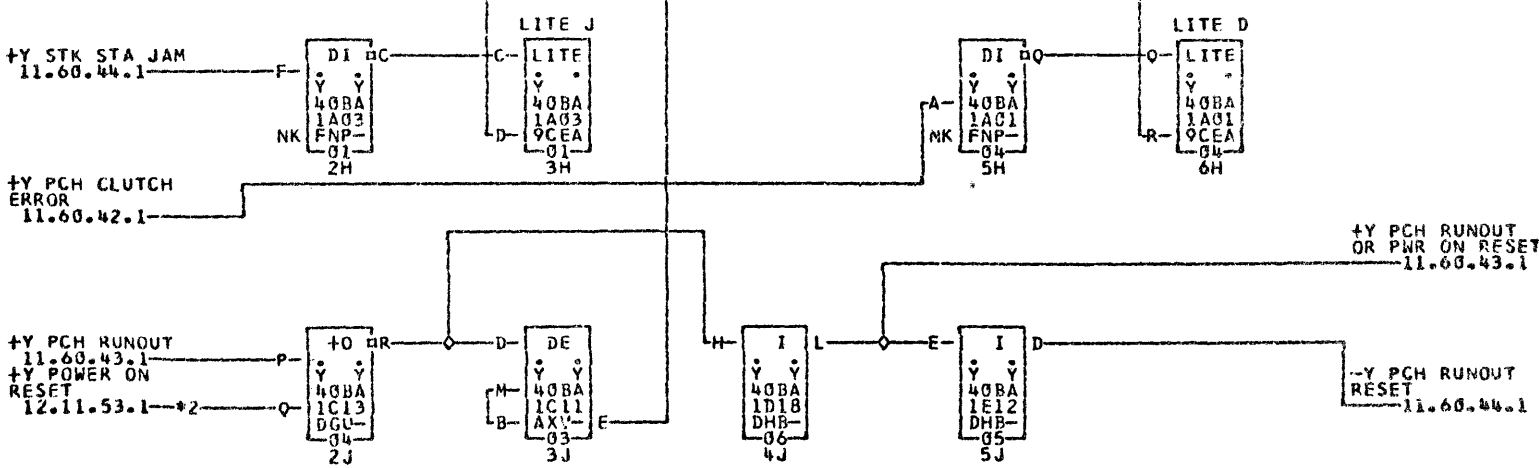 LITE J
LITE D
+Y STK STA JAM
11.60.44.1
F
DI C
Y Y
40BA
1A03
NK FNP-
01
2H
C LITE
Y
40BA
1A03
D 9CEA
01
3H
DI Q
Y Y
A 40BA
1A01
NK FNP-
04
5H
Q LITE
Y
40BA
1A01
R 9CEA
04
6H
+Y PCH CLUTCH
ERROR
11.60.42.1
+Y PCH RUNOUT
OR PWR ON RESET
11.60.43.1
+Y PCH RUNOUT
11.60.43.1
+Y POWER ON
RESET
12.11.53.1 *2
P +O R
Y Y
40BA
1C13
Q DGU-
04
2J
D DE
Y Y
M 40BA
1C11
B AXV- E
03
3J
H I L
Y Y
40BA
1D18
DHB-
06
4J
E I D
Y Y
40BA
1E12
DHB-
05
5J
-Y PCH RUNOUT
RESET
11.60.44.1